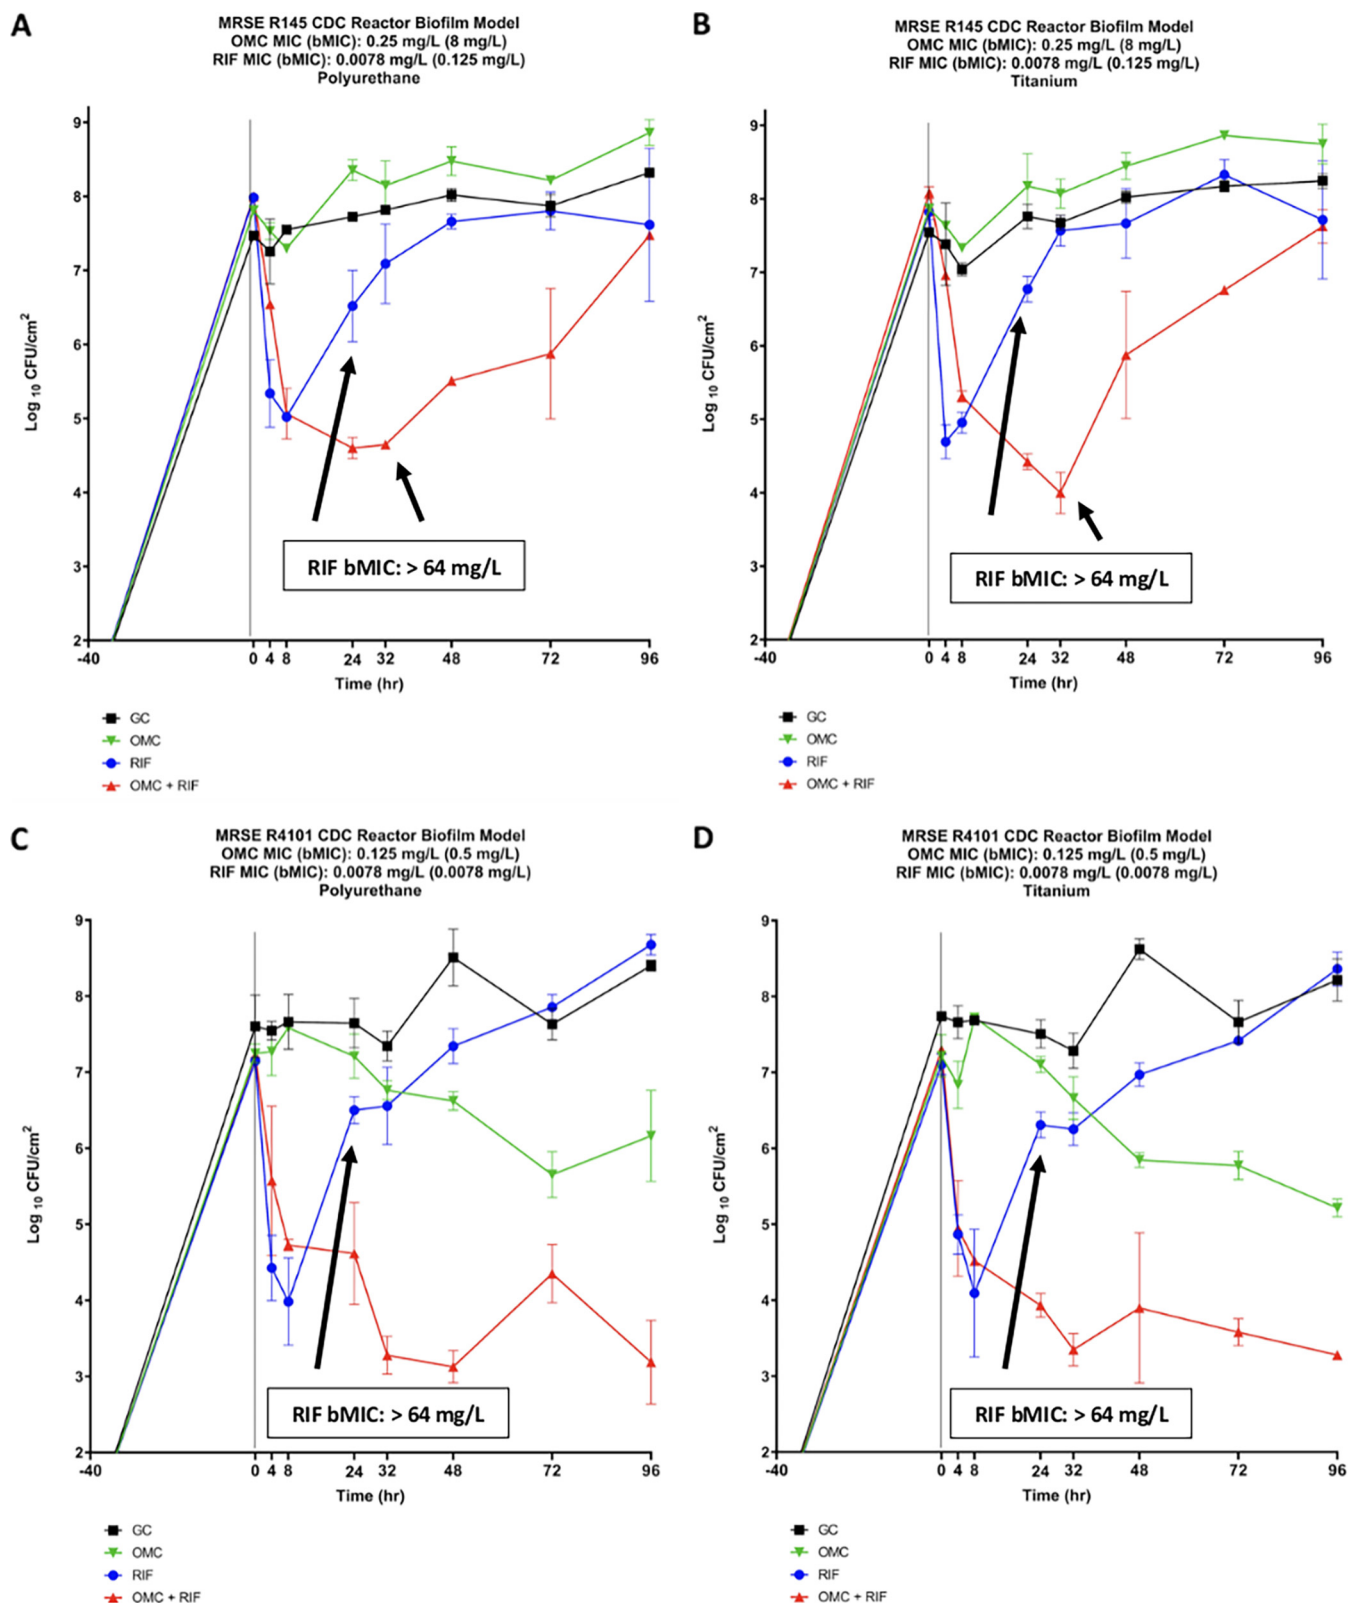 A
MRSE R145 CDC Reactor Biofilm Model
OMC MIC (bMIC): 0.25 mg/L (8 mg/L)
RIF MIC (bMIC): 0.0078 mg/L (0.125 mg/L)
Polyurethane
9
8
7
6
5
4
3
2
Log 10 CFU/cm2
RIF bMIC: > 64 mg/L
-40 0 4 8 24 32 48 72 96
Time (hr)
GC
OMC
RIF
OMC + RIF
B
MRSE R145 CDC Reactor Biofilm Model
OMC MIC (bMIC): 0.25 mg/L (8 mg/L)
RIF MIC (bMIC): 0.0078 mg/L (0.125 mg/L)
Titanium
9
8
7
6
5
4
3
2
Log 10 CFU/cm2
RIF bMIC: > 64 mg/L
-40 0 4 8 24 32 48 72 96
Time (hr)
GC
OMC
RIF
OMC + RIF
C
MRSE R4101 CDC Reactor Biofilm Model
OMC MIC (bMIC): 0.125 mg/L (0.5 mg/L)
RIF MIC (bMIC): 0.0078 mg/L (0.0078 mg/L)
Polyurethane
9
8
7
6
5
4
3
2
Log 10 CFU/cm2
RIF bMIC: > 64 mg/L
-40 0 4 8 24 32 48 72 96
Time (hr)
GC
OMC
RIF
OMC + RIF
D
MRSE R4101 CDC Reactor Biofilm Model
OMC MIC (bMIC): 0.125 mg/L (0.5 mg/L)
RIF MIC (bMIC): 0.0078 mg/L (0.0078 mg/L)
Titanium
9
8
7
6
5
4
3
2
Log 10 CFU/cm2
RIF bMIC: > 64 mg/L
-40 0 4 8 24 32 48 72 96
Time (hr)
GC
OMC
RIF
OMC + RIF